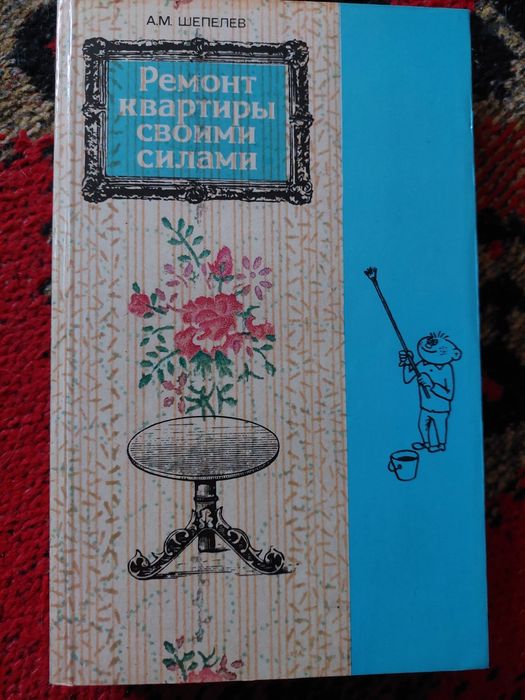 А.М. ШЕПЕЛЕВ
Ремонт
квартиры
своими
силами